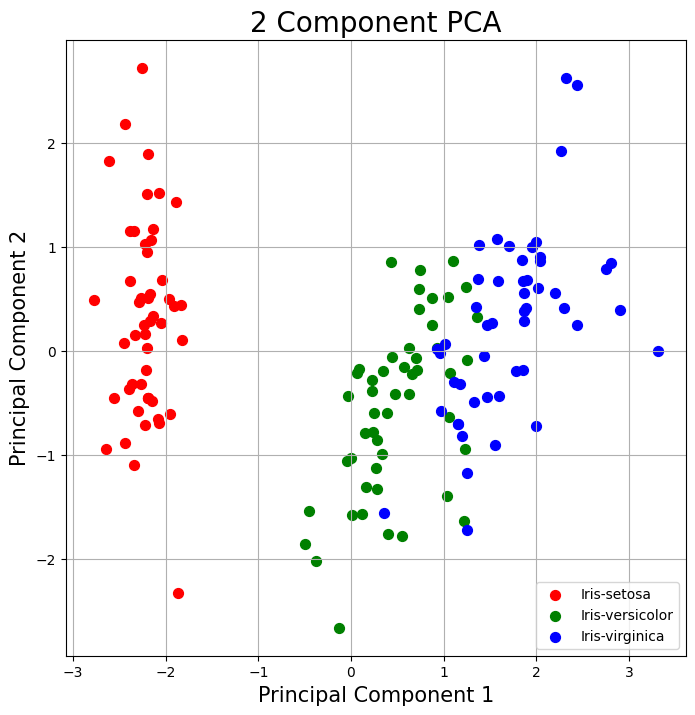 2 Component PCA
Principal Component 2
2
1
0
−1
−2
−3
−2
−1
0
1
2
3
Principal Component 1
Iris-setosa
Iris-versicolor
Iris-virginica